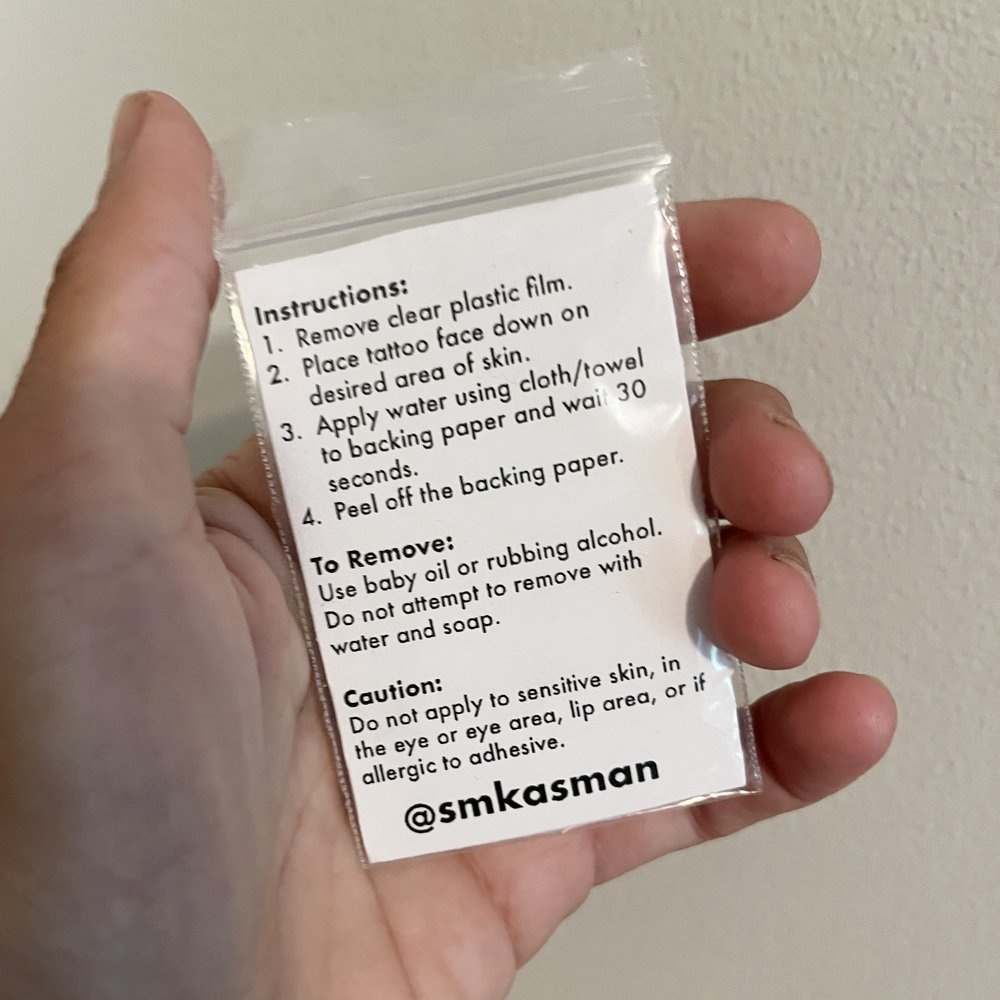 Instructions:
1. Remove clear plastic film.
2. Place tattoo face down on
desired area of skin.
3. Apply water using cloth/towel
to backing paper and wait 30
seconds.
4. Peel off the backing paper.
To Remove:
Use baby oil or rubbing alcohol.
Do not attempt to remove with
water and soap.
Caution:
Do not apply to sensitive skin, in
the eye or eye area, lip area, or if
allergic to adhesive.
@smkasman